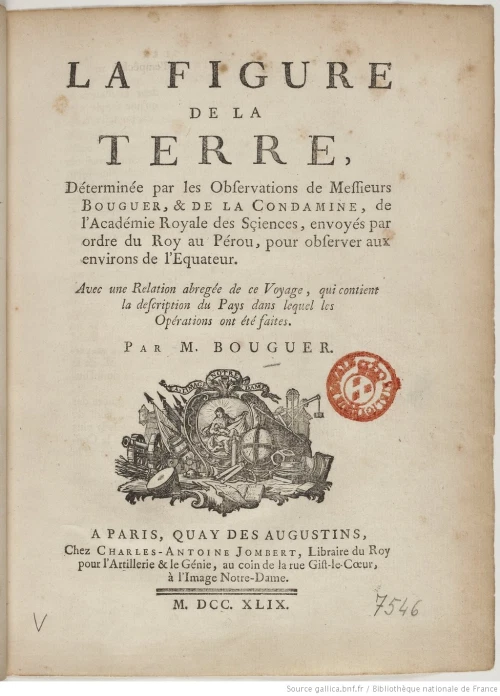 LA FIGURE
DE LA
TERRE,
Déterminée par les Obſervations de Meſſieurs
BOUGUER, & DE LA CONDAMINE, de
l'Académie Royale des Sçiences, envoyés par
ordre du Roy au Pérou, pour obſerver aux
environs de l'Equateur.
Avec une Relation abregée de ce Voyage, qui contient
la deſcription du Pays dans lequel les
Opérations ont été faites.
PAR M. BOUGUER.
A L'IMAGE NOTRE DAME
A PARIS, QUAY DES AUGUSTINS,
Chez CHARLES-ANTOINE JOMBERT, Libraire du Roy
pour l'Artillerie & le Génie, au coin de la rue Giſt-le-Cœur,
à l'Image Notre-Dame.
M. DCC. XLIX.
7546
V
Source gallica.bnf.fr / Bibliothèque nationale de France